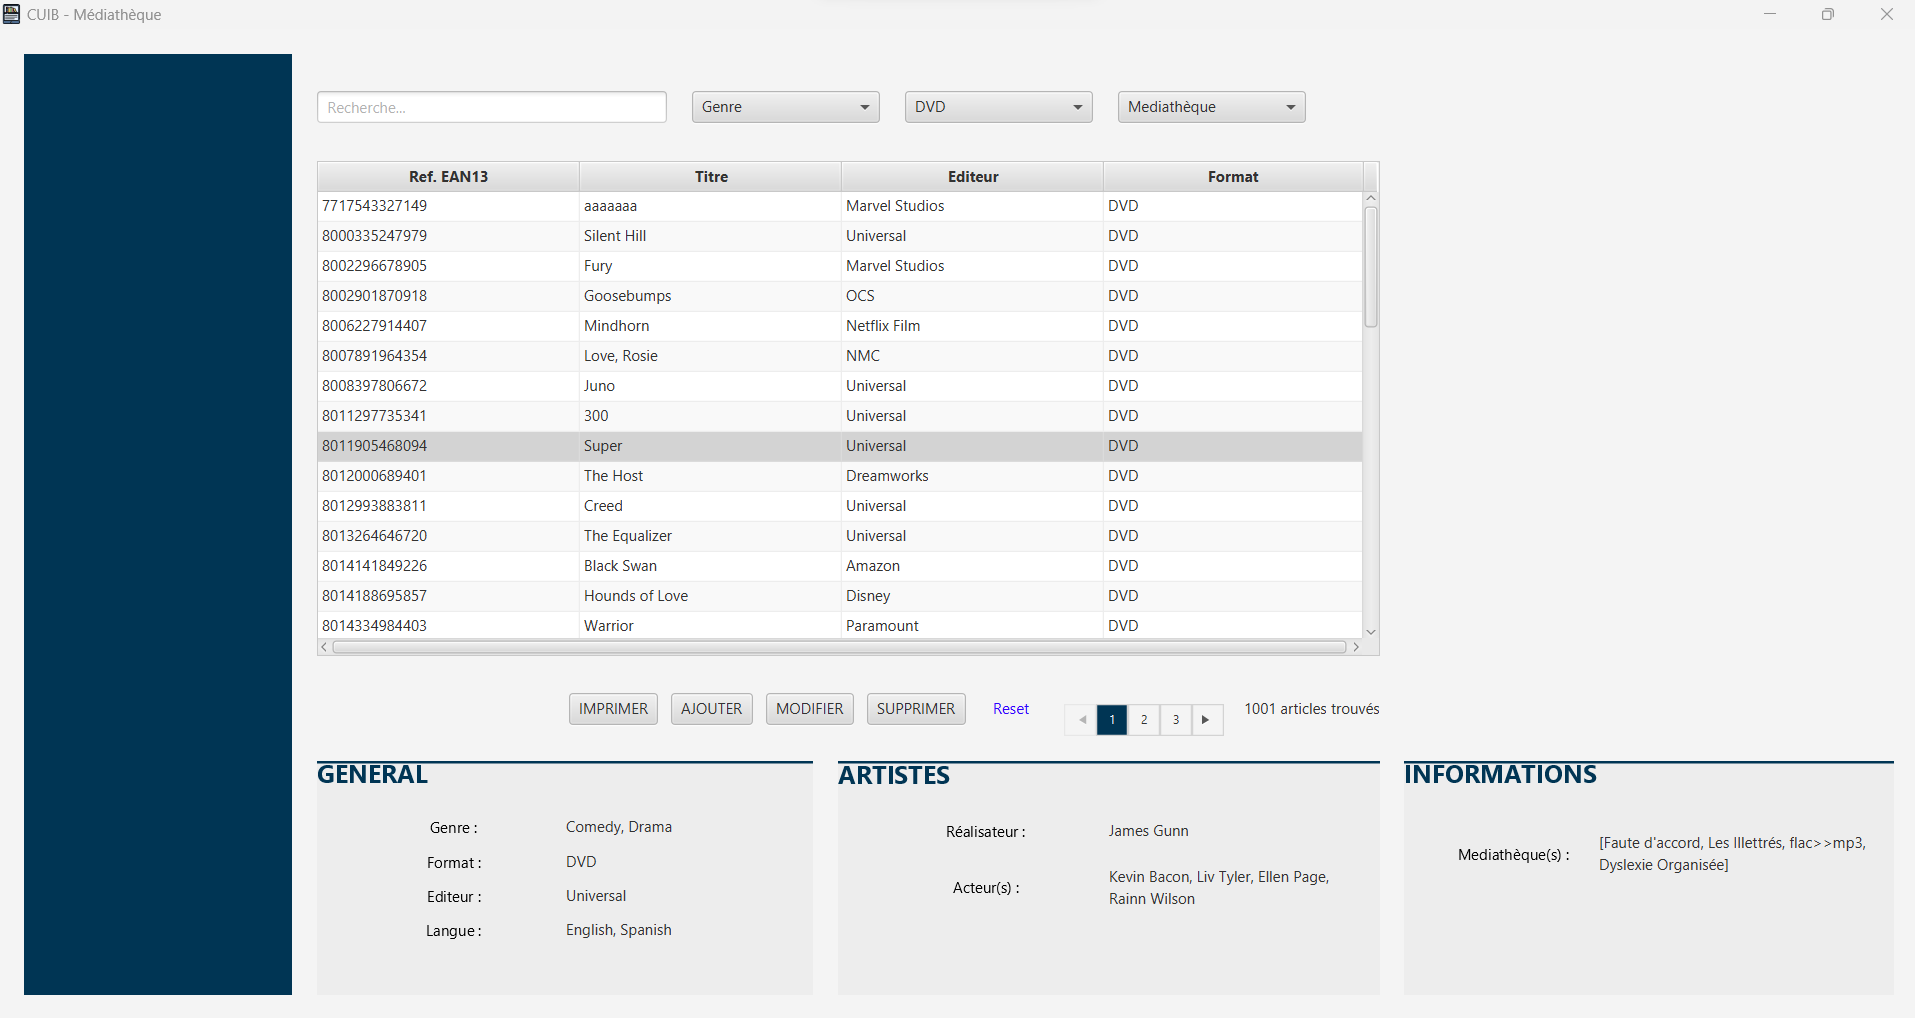 CUIB - Médiathèque
Recherche...
Genre
DVD
Mediathèque
Ref. EAN13 Titre Editeur Format
7717543327149 aaaaaaa Marvel Studios DVD
8000335247979 Silent Hill Universal DVD
8002296678905 Fury Marvel Studios DVD
8002901870918 Goosebumps OCS DVD
8006227914407 Mindhorn Netflix Film DVD
8007891964354 Love, Rosie NMC DVD
8008397806672 Juno Universal DVD
8011297735341 300 Universal DVD
8011905468094 Super Universal DVD
8012000689401 The Host Dreamworks DVD
8012993883811 Creed Universal DVD
8013264646720 The Equalizer Universal DVD
8014141849226 Black Swan Amazon DVD
8014188695857 Hounds of Love Disney DVD
8014334984403 Warrior Paramount DVD
IMPRIMER AJOUTER MODIFIER SUPPRIMER Reset 1 2 3 1001 articles trouvés
GENERAL
Genre : Comedy, Drama
Format : DVD
Editeur : Universal
Langue : English, Spanish
ARTISTES
Réalisateur : James Gunn
Acteur(s) : Kevin Bacon, Liv Tyler, Ellen Page,
Rainn Wilson
INFORMATIONS
Mediathèque(s) : [Faute d'accord, Les Illettrés, flac>>mp3,
Dyslexie Organisée]